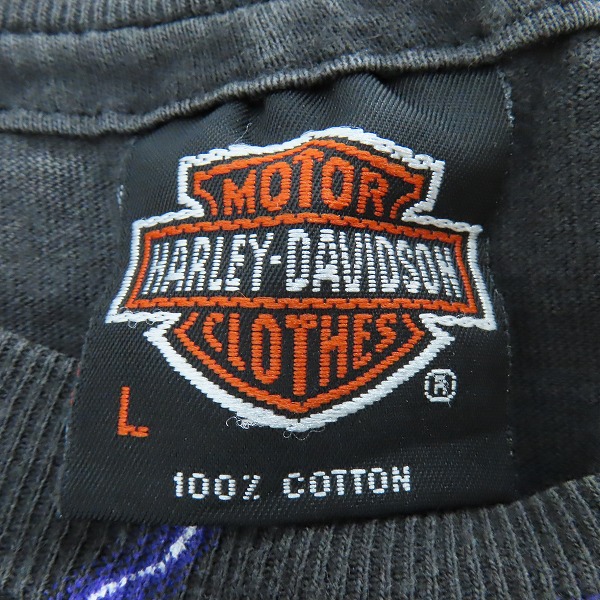 MOTOR
HARLEY-DAVIDSON
CLOTHES
®
L
100% COTTON